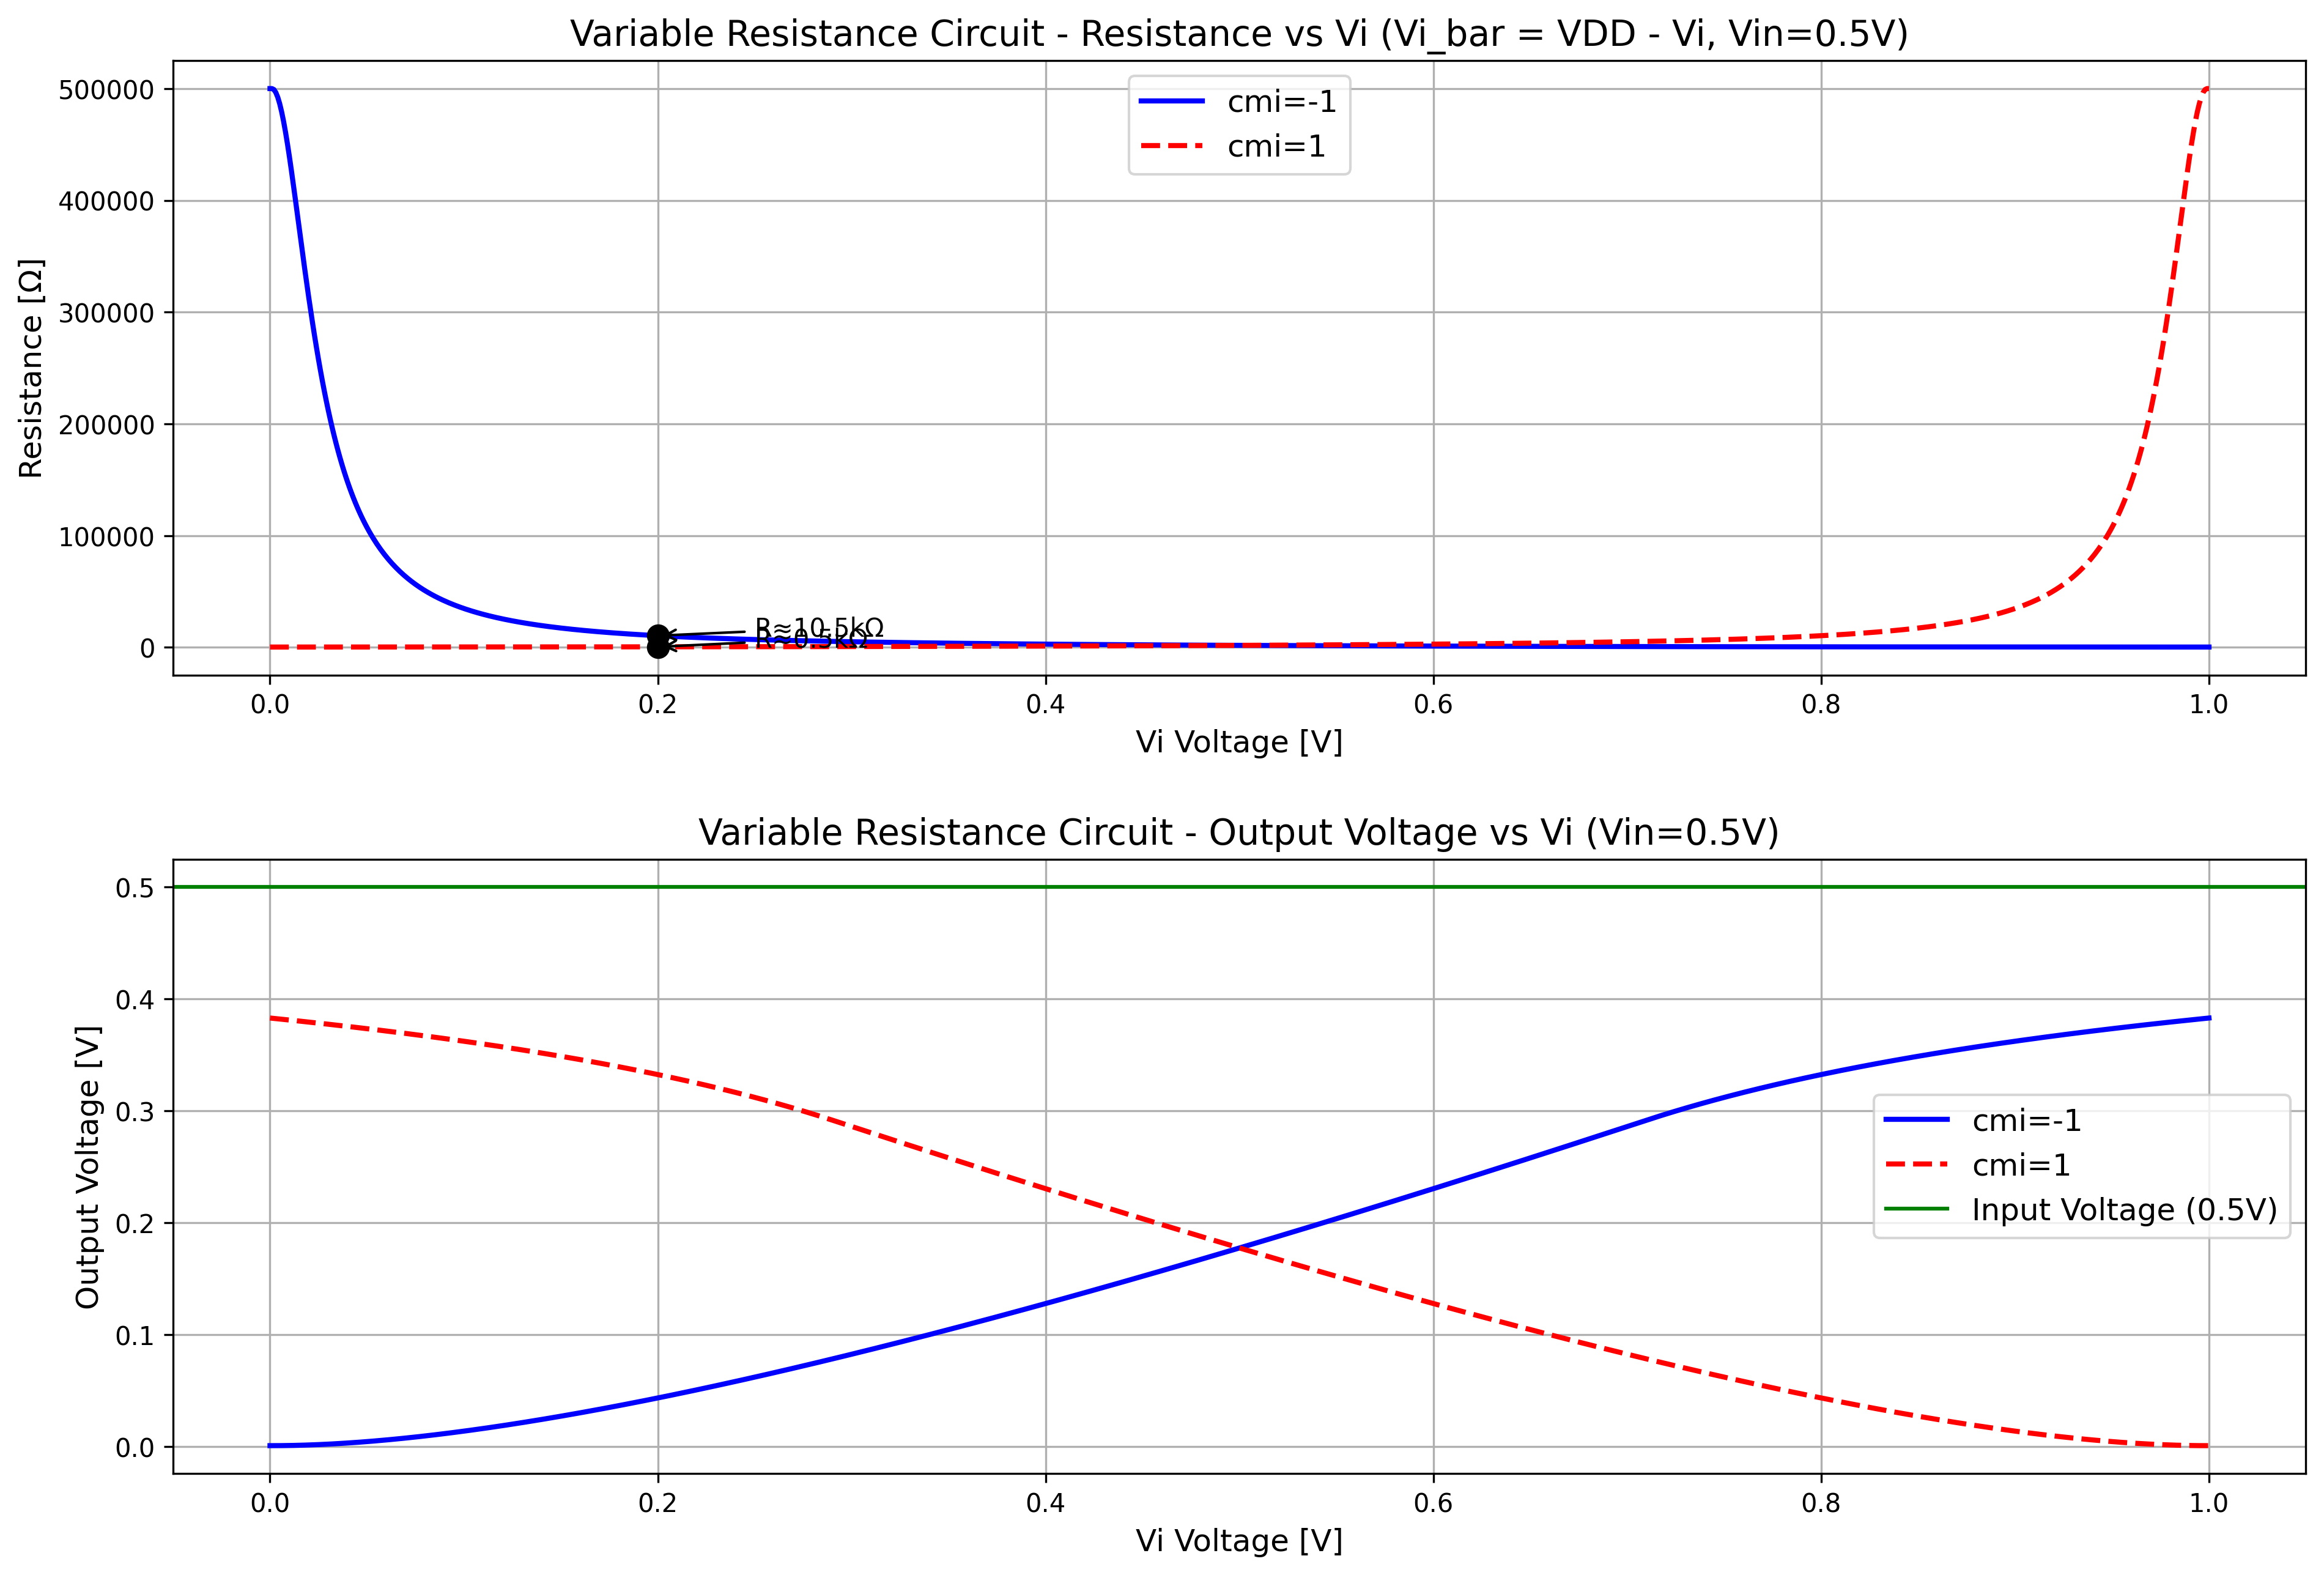 Variable Resistance Circuit - Resistance vs Vi (Vi_bar = VDD - Vi, Vin=0.5V)
Resistance [Ω]
500000
400000
300000
200000
100000
0
cmi=-1
cmi=1
R≈10.5kΩ
R≈0.5kΩ
0.0 0.2 0.4 0.6 0.8 1.0
Vi Voltage [V]
Variable Resistance Circuit - Output Voltage vs Vi (Vin=0.5V)
Output Voltage [V]
0.5
0.4
0.3
0.2
0.1
0.0
cmi=-1
cmi=1
Input Voltage (0.5V)
0.0 0.2 0.4 0.6 0.8 1.0
Vi Voltage [V]